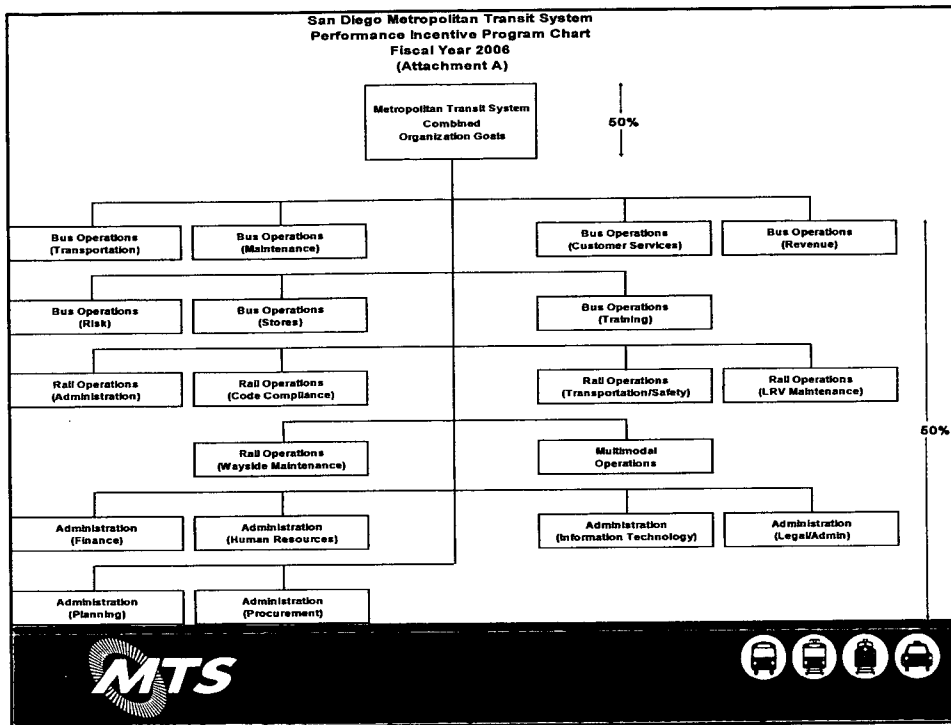 San Diego Metropolitan Transit System
Performance Incentive Program Chart
Fiscal Year 2006
(Attachment A)
Metropolitan Transit System
Combined
Organization Goals
50%
Bus Operations
(Transportation)
Bus Operations
(Maintenance)
Bus Operations
(Customer Services)
Bus Operations
(Revenue)
Bus Operations
(Risk)
Bus Operations
(Stores)
Bus Operations
(Training)
Rail Operations
(Administration)
Rail Operations
(Code Compliance)
Rail Operations
(Transportation/Safety)
Rail Operations
(LRV Maintenance)
50%
Rail Operations
(Wayside Maintenance)
Multimodal
Operations
Administration
(Finance)
Administration
(Human Resources)
Administration
(Information Technology)
Administration
(Legal/Admin)
Administration
(Planning)
Administration
(Procurement)
MTS